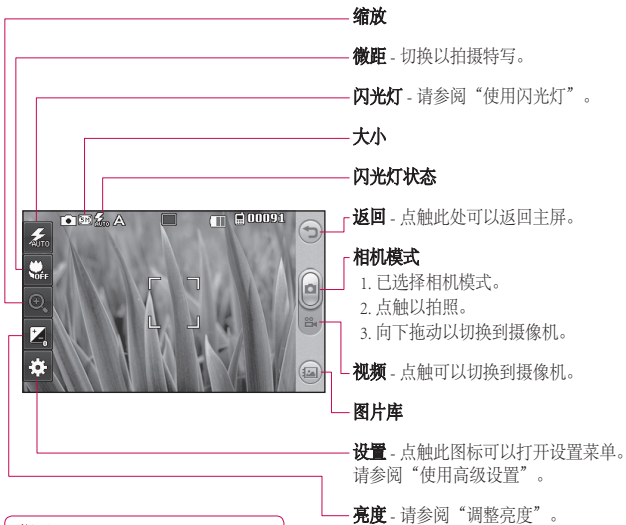 缩放
微距 - 切换以拍摄特写。
闪光灯 - 请参阅“使用闪光灯”。
大小
闪光灯状态
返回 - 点触此处可以返回主屏。
相机模式
1. 已选择相机模式。
2. 点触以拍照。
3. 向下拖动以切换到摄像机。
视频 - 点触可以切换到摄像机。
图片库
设置 - 点触此图标可以打开设置菜单。
请参阅“使用高级设置”。
亮度 - 请参阅“调整亮度”。
5M AUTO A 00091
AUTO
OFF
0